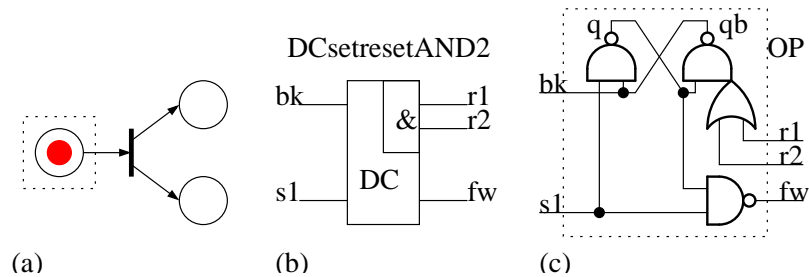 DCsetresetAND2
bk
r1
&
r2
DC
s1
fw
q
qb
OP
bk
r1
r2
s1
fw
(a)
(b)
(c)